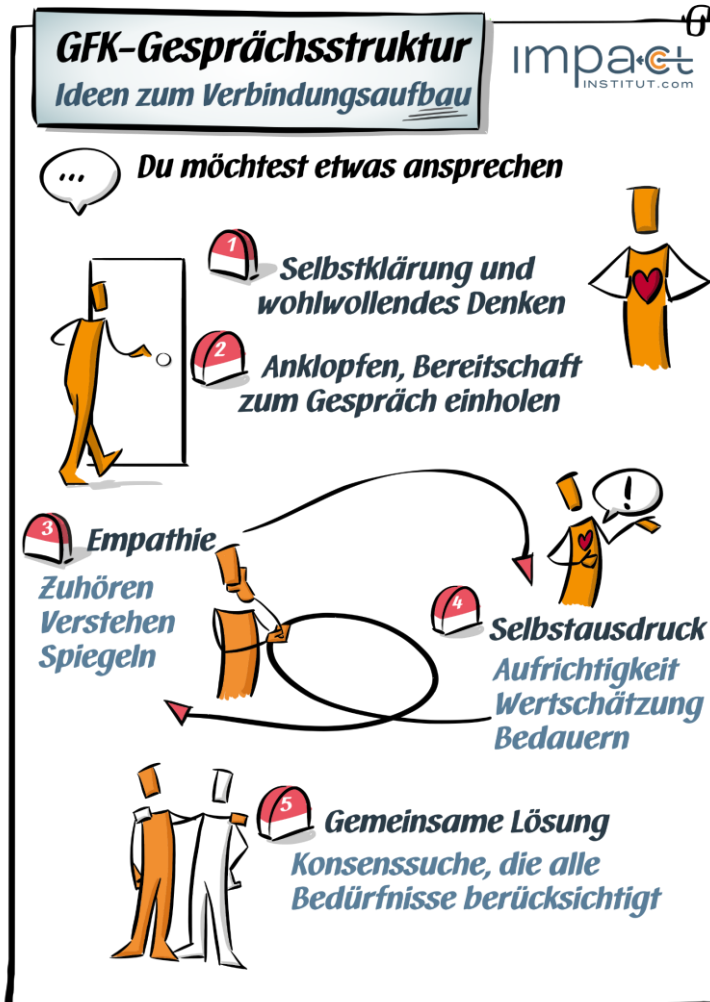 GFK-Gesprächsstruktur
Ideen zum Verbindungsaufbau
impact
INSTITUT.com
...
Du möchtest etwas ansprechen
1
Selbstklärung und
wohlwollendes Denken
2
Anklopfen, Bereitschaft
zum Gespräch einholen
3
Empathie
Zuhören
Verstehen
Spiegeln
!
4
Selbstausdruck
Aufrichtigkeit
Wertschätzung
Bedauern
5
Gemeinsame Lösung
Konsenssuche, die alle
Bedürfnisse berücksichtigt